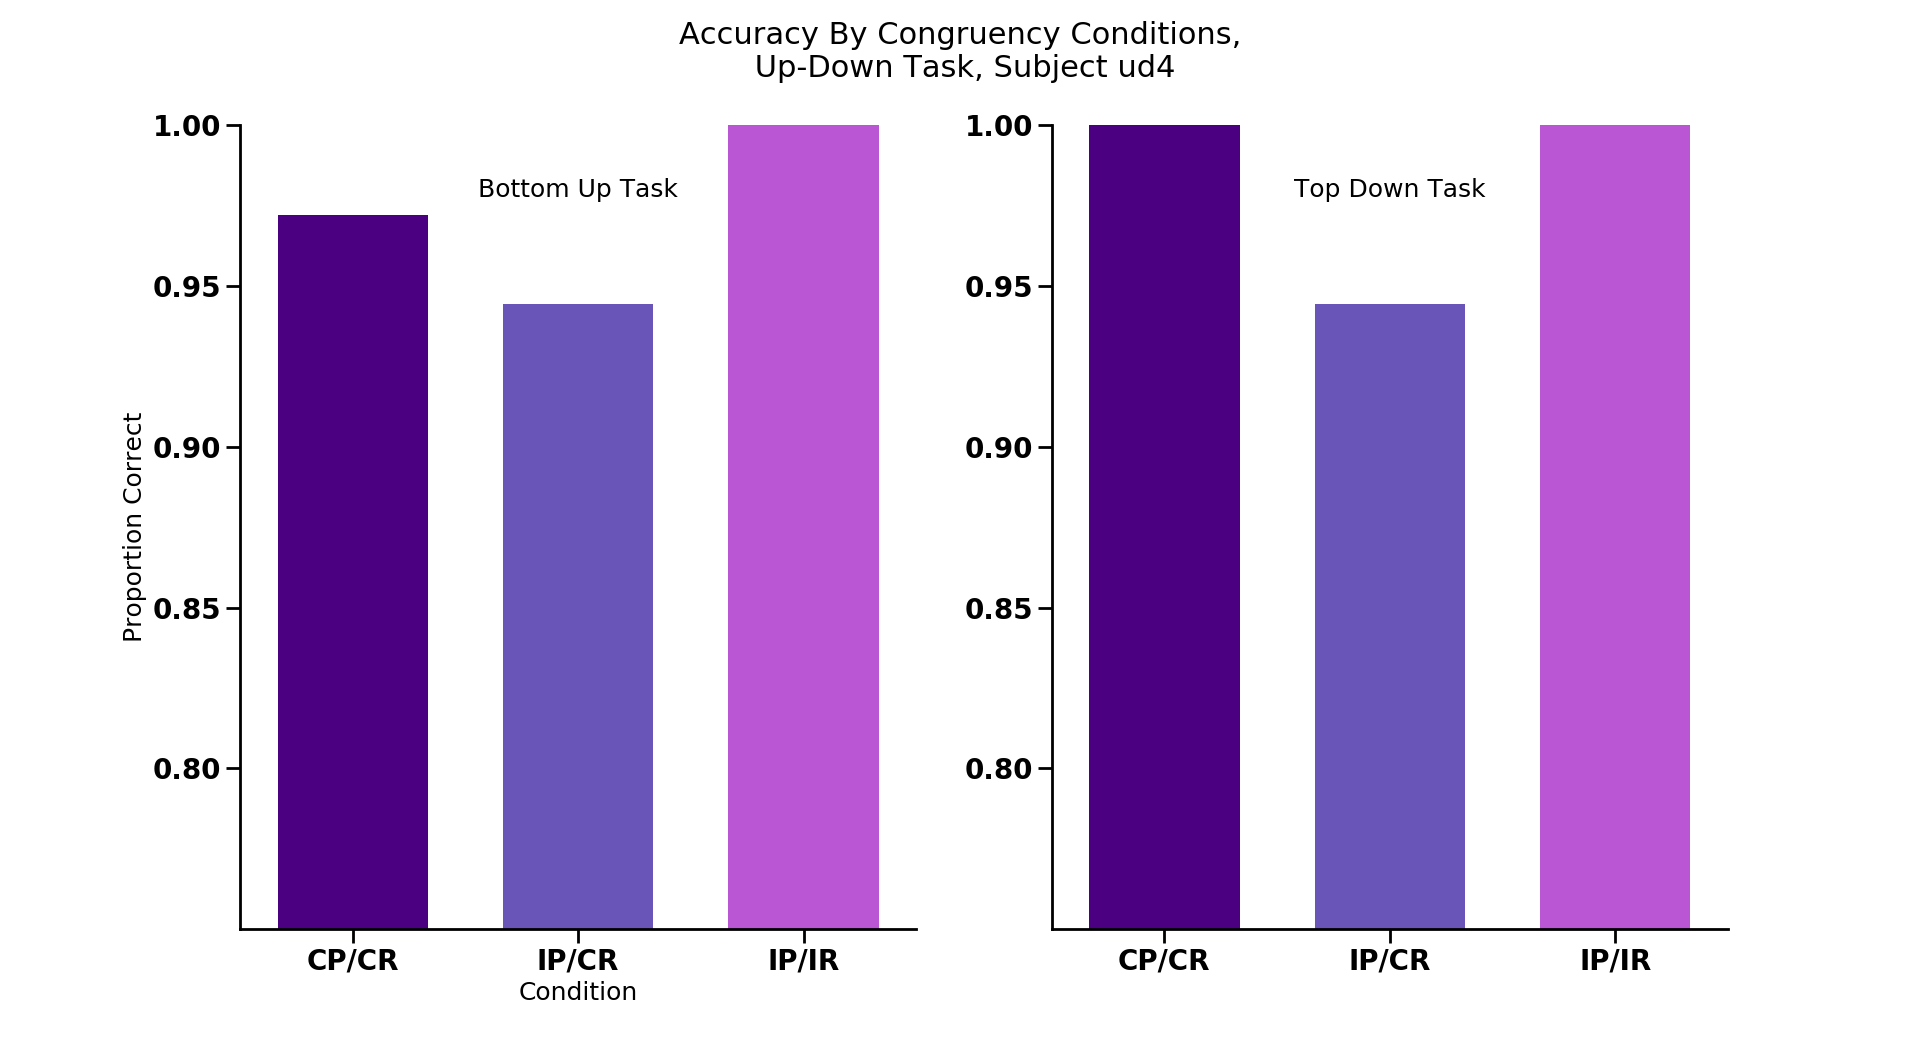 Accuracy By Congruency Conditions,
Up-Down Task, Subject ud4
Proportion Correct
1.00
0.95
0.90
0.85
0.80
Bottom Up Task
CP/CR IP/CR IP/IR
Condition
1.00
0.95
0.90
0.85
0.80
Top Down Task
CP/CR IP/CR IP/IR